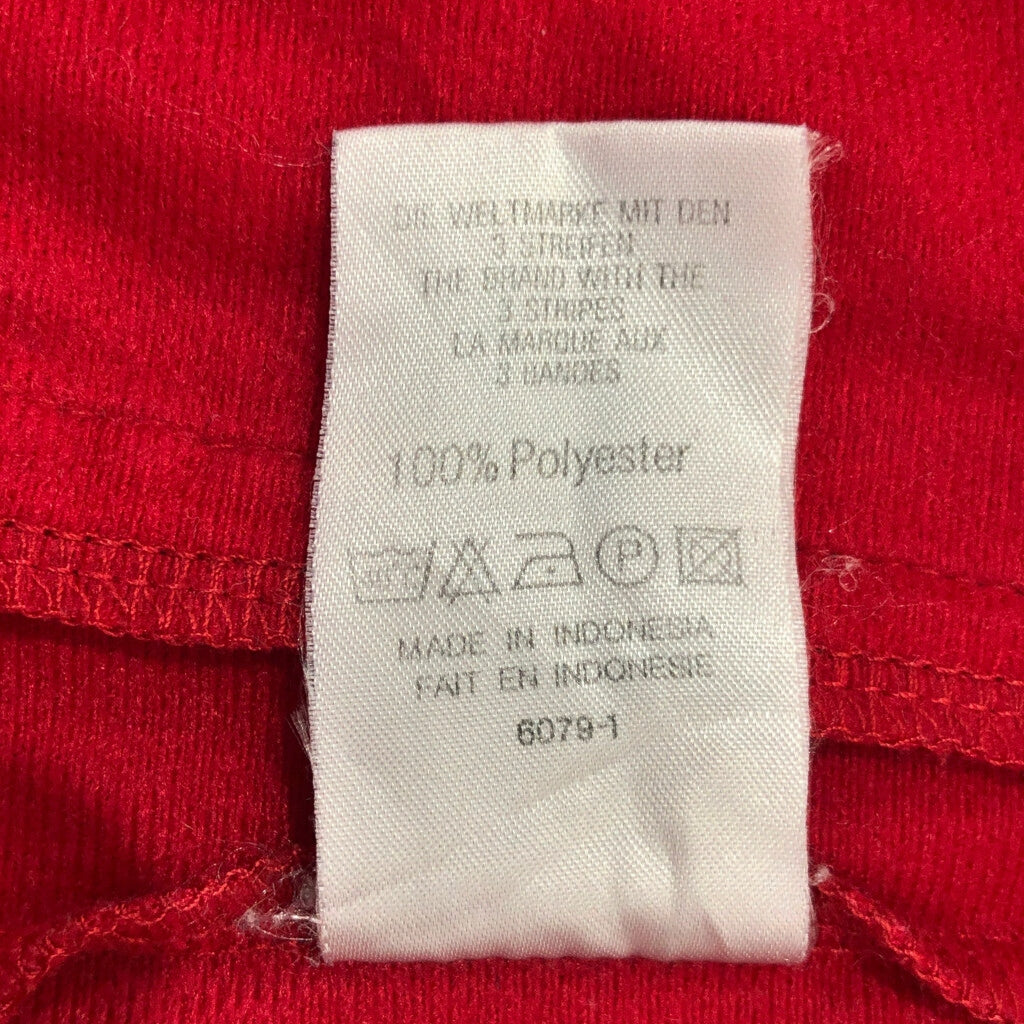 DIE WELTMARKE MIT DEN
3 STREIFEN
THE BRAND WITH THE
3 STRIPES
LA MARQUE AUX
3 BANDES
100% Polyester
P
MADE IN INDONESIA
FAIT EN INDONESIE
6079-1